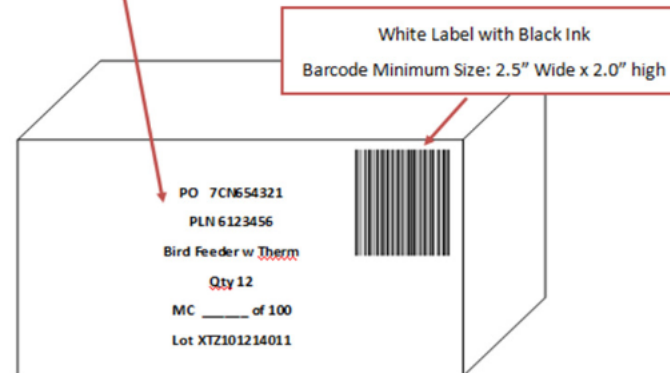 White Label with Black Ink
Barcode Minimum Size: 2.5” Wide x 2.0” high
PO 7CN654321
PLN 6123456
Bird Feeder w Therm
Qty 12
MC ______ of 100
Lot XTZ101214011